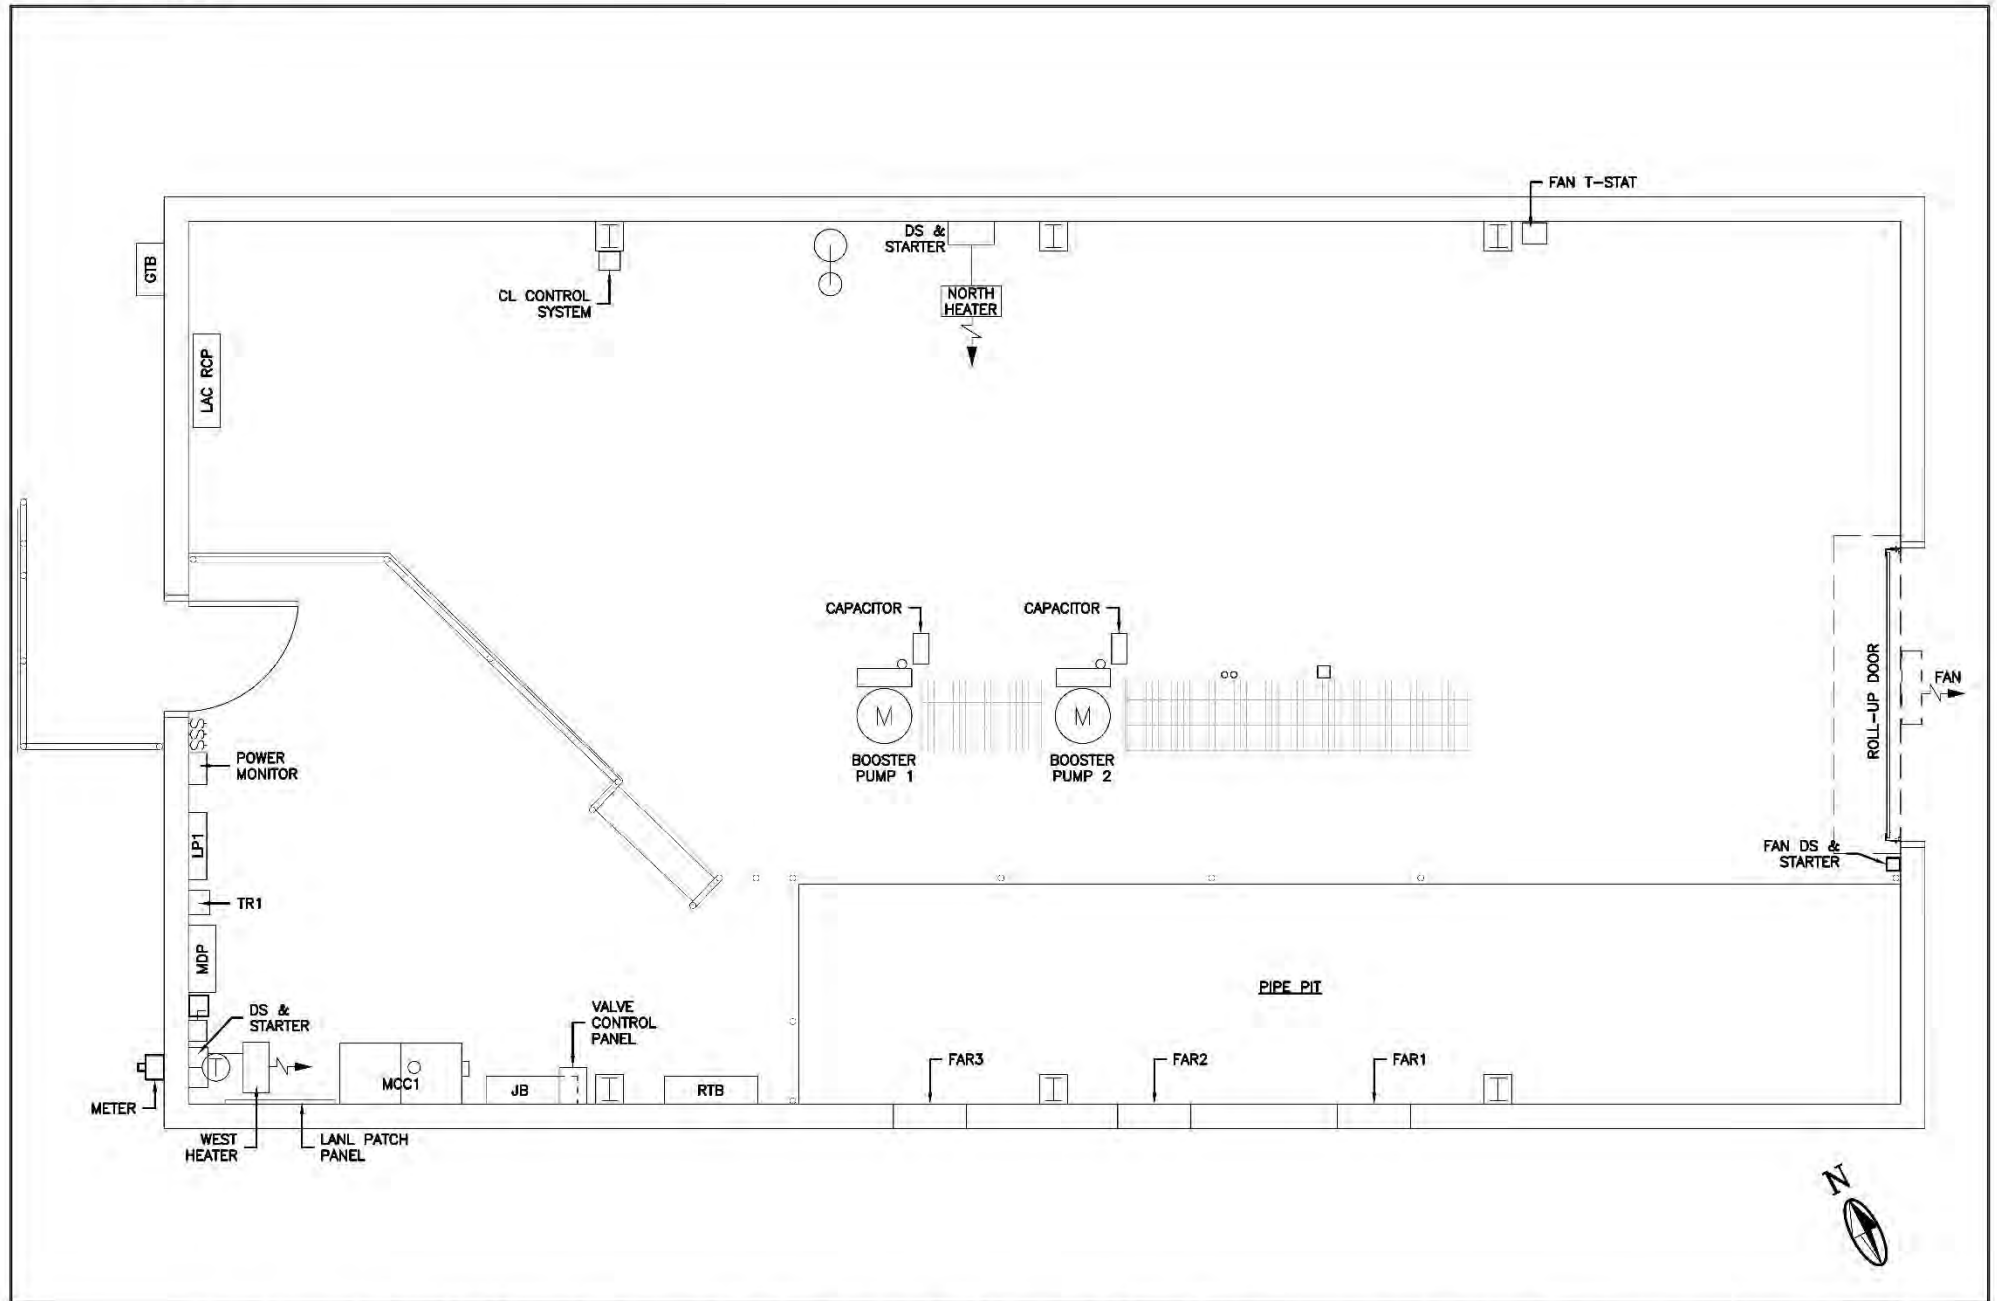 FAN T-STAT
DS &
STARTER
GTB
CL CONTROL
SYSTEM
NORTH
HEATER
LAC RCP
CAPACITOR
CAPACITOR
ROLL-UP DOOR
FAN
M
M
$$$
POWER
MONITOR
BOOSTER
PUMP 1
BOOSTER
PUMP 2
LP1
FAN DS &
STARTER
TR1
MDP
PIPE PIT
DS &
STARTER
VALVE
CONTROL
PANEL
T
FAR3
FAR2
FAR1
MCC1
JB
RTB
METER
WEST
HEATER
LANL PATCH
PANEL
N